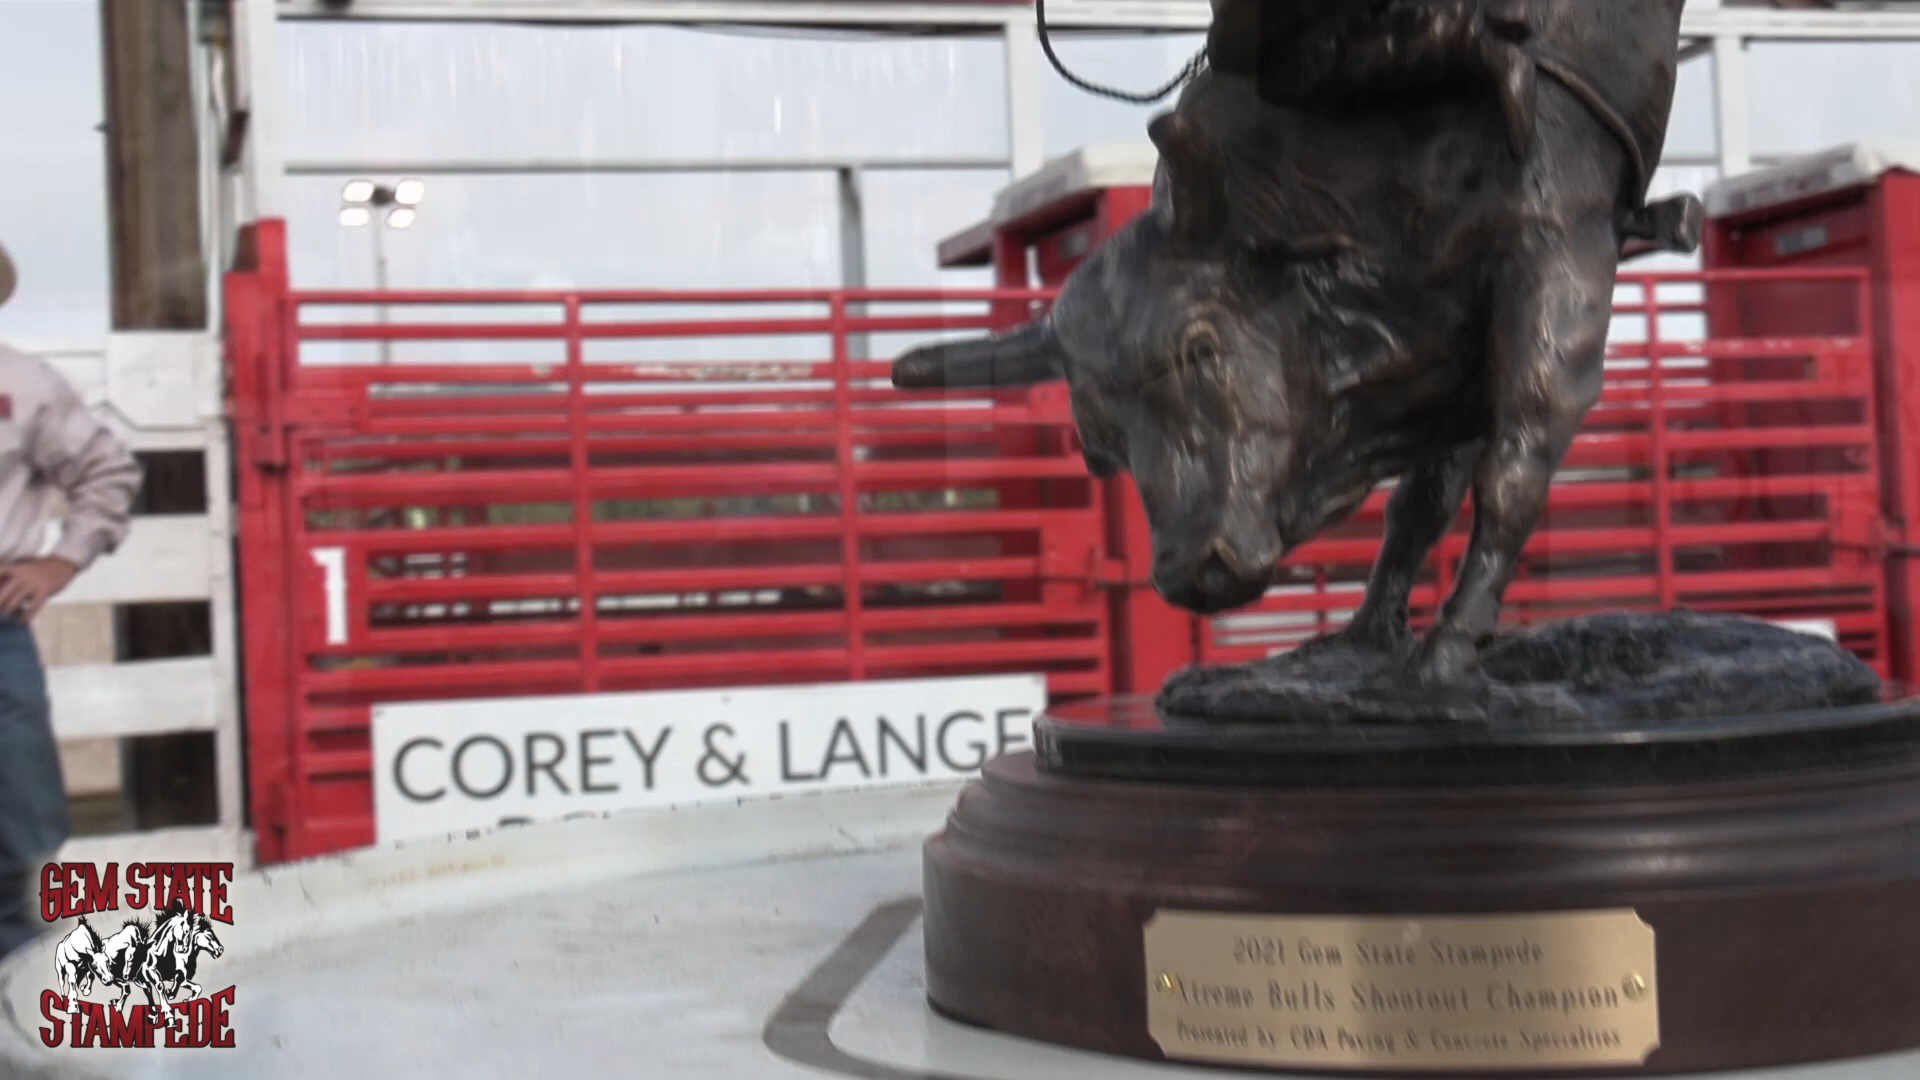 1
COREY & LANGE
GEM STATE
STAMPEDE
2021 Gem State Stampede
Xtreme Bulls Shootout Champion
Presented by: CDA Paving & Concrete Specialties